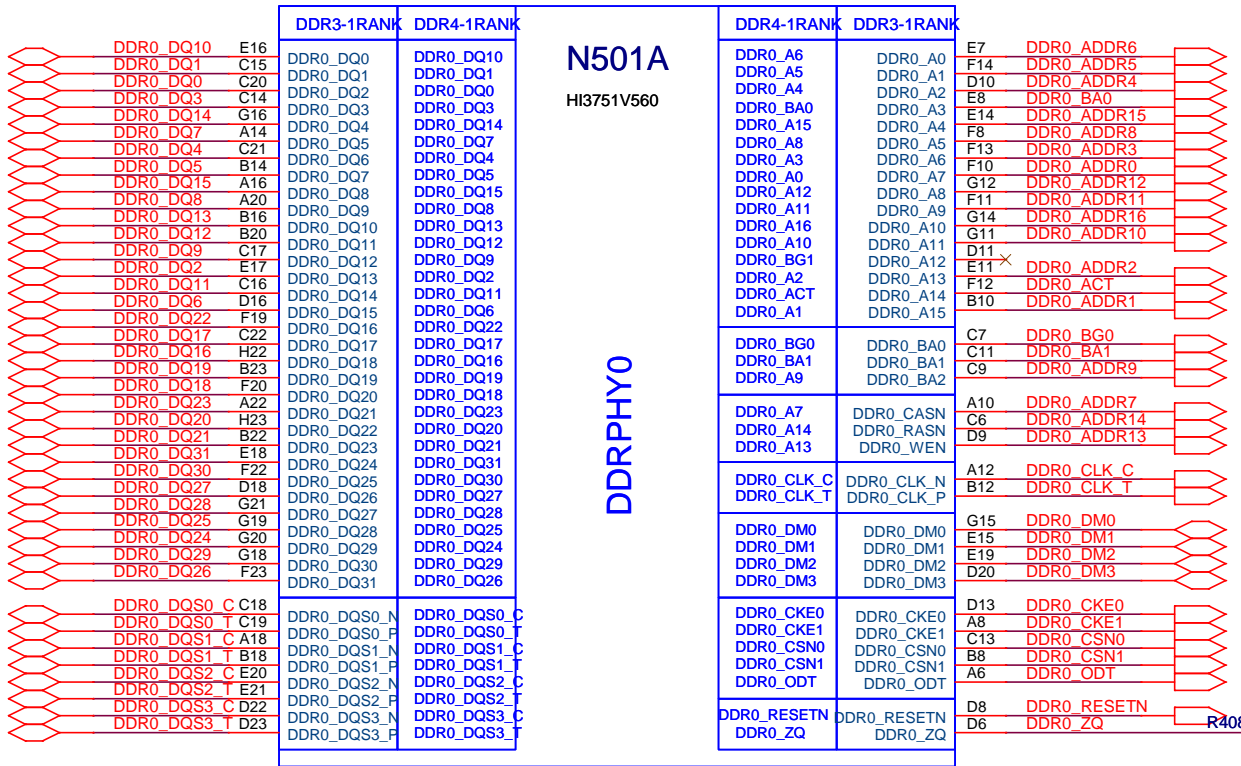 DDR3-1RANK DDR4-1RANK N501A DDR4-1RANK DDR3-1RANK
HI3751V560
DDRPHY0
DDR0_DQ10 E16 DDR0_DQ0 DDR0_DQ10
DDR0_DQ1 C15 DDR0_DQ1 DDR0_DQ1
DDR0_DQ0 C20 DDR0_DQ2 DDR0_DQ0
DDR0_DQ3 C14 DDR0_DQ3 DDR0_DQ3
DDR0_DQ14 G16 DDR0_DQ4 DDR0_DQ14
DDR0_DQ7 A14 DDR0_DQ5 DDR0_DQ7
DDR0_DQ4 C21 DDR0_DQ6 DDR0_DQ4
DDR0_DQ5 B14 DDR0_DQ7 DDR0_DQ5
DDR0_DQ15 A16 DDR0_DQ8 DDR0_DQ15
DDR0_DQ8 A20 DDR0_DQ9 DDR0_DQ8
DDR0_DQ13 B16 DDR0_DQ10 DDR0_DQ13
DDR0_DQ12 B20 DDR0_DQ11 DDR0_DQ12
DDR0_DQ9 C17 DDR0_DQ12 DDR0_DQ9
DDR0_DQ2 E17 DDR0_DQ13 DDR0_DQ2
DDR0_DQ11 C16 DDR0_DQ14 DDR0_DQ11
DDR0_DQ6 D16 DDR0_DQ15 DDR0_DQ6
DDR0_DQ22 F19 DDR0_DQ16 DDR0_DQ22
DDR0_DQ17 C22 DDR0_DQ17 DDR0_DQ17
DDR0_DQ16 H22 DDR0_DQ18 DDR0_DQ16
DDR0_DQ19 B23 DDR0_DQ19 DDR0_DQ19
DDR0_DQ18 F20 DDR0_DQ20 DDR0_DQ18
DDR0_DQ23 A22 DDR0_DQ21 DDR0_DQ23
DDR0_DQ20 H23 DDR0_DQ22 DDR0_DQ20
DDR0_DQ21 B22 DDR0_DQ23 DDR0_DQ21
DDR0_DQ31 E18 DDR0_DQ24 DDR0_DQ31
DDR0_DQ30 F22 DDR0_DQ25 DDR0_DQ30
DDR0_DQ27 D18 DDR0_DQ26 DDR0_DQ27
DDR0_DQ28 G21 DDR0_DQ27 DDR0_DQ28
DDR0_DQ25 G19 DDR0_DQ28 DDR0_DQ25
DDR0_DQ24 G20 DDR0_DQ29 DDR0_DQ24
DDR0_DQ29 G18 DDR0_DQ30 DDR0_DQ29
DDR0_DQ26 F23 DDR0_DQ31 DDR0_DQ26
DDR0_DQS0_C C18 DDR0_DQS0_N DDR0_DQS0_C
DDR0_DQS0_T C19 DDR0_DQS0_P DDR0_DQS0_T
DDR0_DQS1_C A18 DDR0_DQS1_N DDR0_DQS1_C
DDR0_DQS1_T B18 DDR0_DQS1_P DDR0_DQS1_T
DDR0_DQS2_C E20 DDR0_DQS2_N DDR0_DQS2_C
DDR0_DQS2_T E21 DDR0_DQS2_P DDR0_DQS2_T
DDR0_DQS3_C D22 DDR0_DQS3_N DDR0_DQS3_C
DDR0_DQS3_T D23 DDR0_DQS3_P DDR0_DQS3_T
DDR0_A6 DDR0_A0 E7 DDR0_ADDR6
DDR0_A5 DDR0_A1 F14 DDR0_ADDR5
DDR0_A4 DDR0_A2 D10 DDR0_ADDR4
DDR0_BA0 DDR0_A3 E8 DDR0_BA0
DDR0_A15 DDR0_A4 E14 DDR0_ADDR15
DDR0_A8 DDR0_A5 F8 DDR0_ADDR8
DDR0_A3 DDR0_A6 F13 DDR0_ADDR3
DDR0_A0 DDR0_A7 F10 DDR0_ADDR0
DDR0_A12 DDR0_A8 G12 DDR0_ADDR12
DDR0_A11 DDR0_A9 F11 DDR0_ADDR11
DDR0_A16 DDR0_A10 G14 DDR0_ADDR16
DDR0_A10 DDR0_A11 G11 DDR0_ADDR10
DDR0_BG1 DDR0_A12 D11
DDR0_A2 DDR0_A13 E11 DDR0_ADDR2
DDR0_ACT DDR0_A14 F12 DDR0_ACT
DDR0_A1 DDR0_A15 B10 DDR0_ADDR1
DDR0_BG0 DDR0_BA0 C7 DDR0_BG0
DDR0_BA1 DDR0_BA1 C11 DDR0_BA1
DDR0_A9 DDR0_BA2 C9 DDR0_ADDR9
DDR0_A7 DDR0_CASN A10 DDR0_ADDR7
DDR0_A14 DDR0_RASN C6 DDR0_ADDR14
DDR0_A13 DDR0_WEN D9 DDR0_ADDR13
DDR0_CLK_C DDR0_CLK_N A12 DDR0_CLK_C
DDR0_CLK_T DDR0_CLK_P B12 DDR0_CLK_T
DDR0_DM0 DDR0_DM0 G15 DDR0_DM0
DDR0_DM1 DDR0_DM1 E15 DDR0_DM1
DDR0_DM2 DDR0_DM2 E19 DDR0_DM2
DDR0_DM3 DDR0_DM3 D20 DDR0_DM3
DDR0_CKE0 DDR0_CKE0 D13 DDR0_CKE0
DDR0_CKE1 DDR0_CKE1 A8 DDR0_CKE1
DDR0_CSN0 DDR0_CSN0 C13 DDR0_CSN0
DDR0_CSN1 DDR0_CSN1 B8 DDR0_CSN1
DDR0_ODT DDR0_ODT A6 DDR0_ODT
DDR0_RESETN DDR0_RESETN D8 DDR0_RESETN
DDR0_ZQ DDR0_ZQ D6 DDR0_ZQ R408